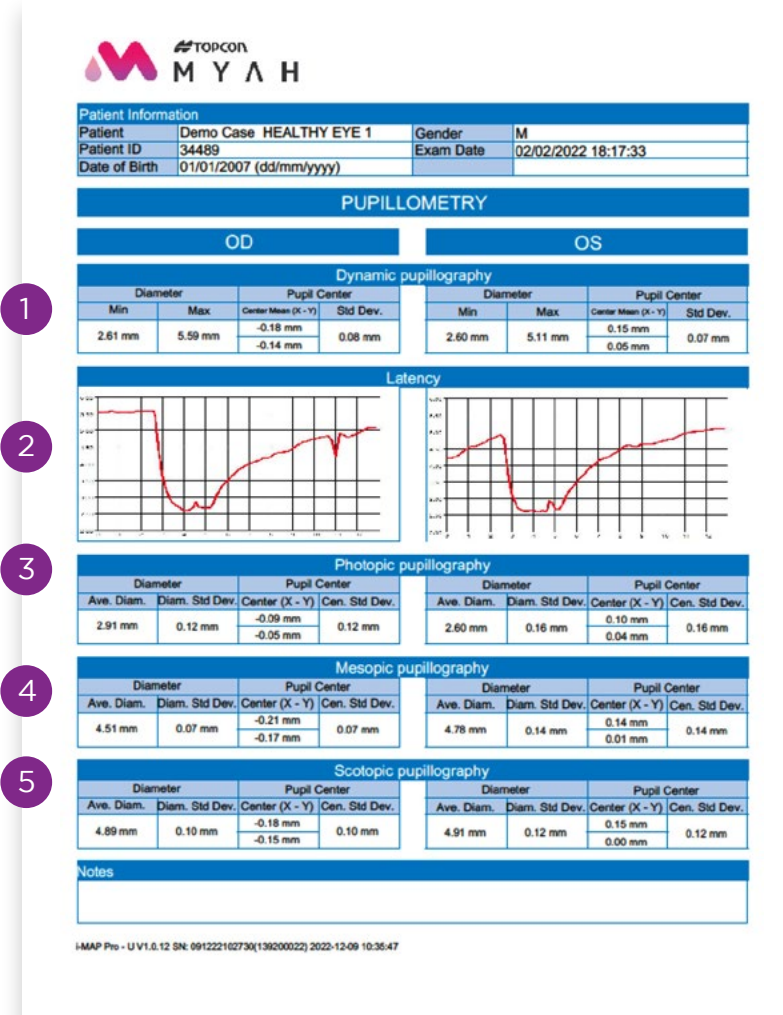 TOPCON
MYAH
Patient Information
Patient Demo Case HEALTHY EYE 1 Gender M
Patient ID 34489 Exam Date 02/02/2022 18:17:33
Date of Birth 01/01/2007 (dd/mm/yyyy)
PUPILLOMETRY
OD OS
1
Dynamic pupillography
Diameter Pupil Center Diameter Pupil Center
Min Max Center Mean (X - Y) Std Dev. Min Max Center Mean (X - Y) Std Dev.
2.61 mm 5.59 mm -0.18 mm 0.08 mm 2.60 mm 5.11 mm 0.15 mm 0.07 mm
-0.14 mm 0.05 mm
Latency
2
3
Photopic pupillography
Diameter Pupil Center Diameter Pupil Center
Ave. Diam. Diam. Std Dev. Center (X - Y) Cen. Std Dev. Ave. Diam. Diam. Std Dev. Center (X - Y) Cen. Std Dev.
2.91 mm 0.12 mm -0.09 mm 0.12 mm 2.60 mm 0.16 mm 0.10 mm 0.16 mm
-0.05 mm 0.04 mm
4
Mesopic pupillography
Diameter Pupil Center Diameter Pupil Center
Ave. Diam. Diam. Std Dev. Center (X - Y) Cen. Std Dev. Ave. Diam. Diam. Std Dev. Center (X - Y) Cen. Std Dev.
4.51 mm 0.07 mm -0.21 mm 0.07 mm 4.78 mm 0.14 mm 0.14 mm 0.14 mm
-0.17 mm 0.01 mm
5
Scotopic pupillography
Diameter Pupil Center Diameter Pupil Center
Ave. Diam. Diam. Std Dev. Center (X - Y) Cen. Std Dev. Ave. Diam. Diam. Std Dev. Center (X - Y) Cen. Std Dev.
4.89 mm 0.10 mm -0.18 mm 0.10 mm 4.91 mm 0.12 mm 0.15 mm 0.12 mm
-0.15 mm 0.00 mm
Notes
i-MAP Pro - U V1.0.12 SN: 091222102730(139200022) 2022-12-09 10:35:47